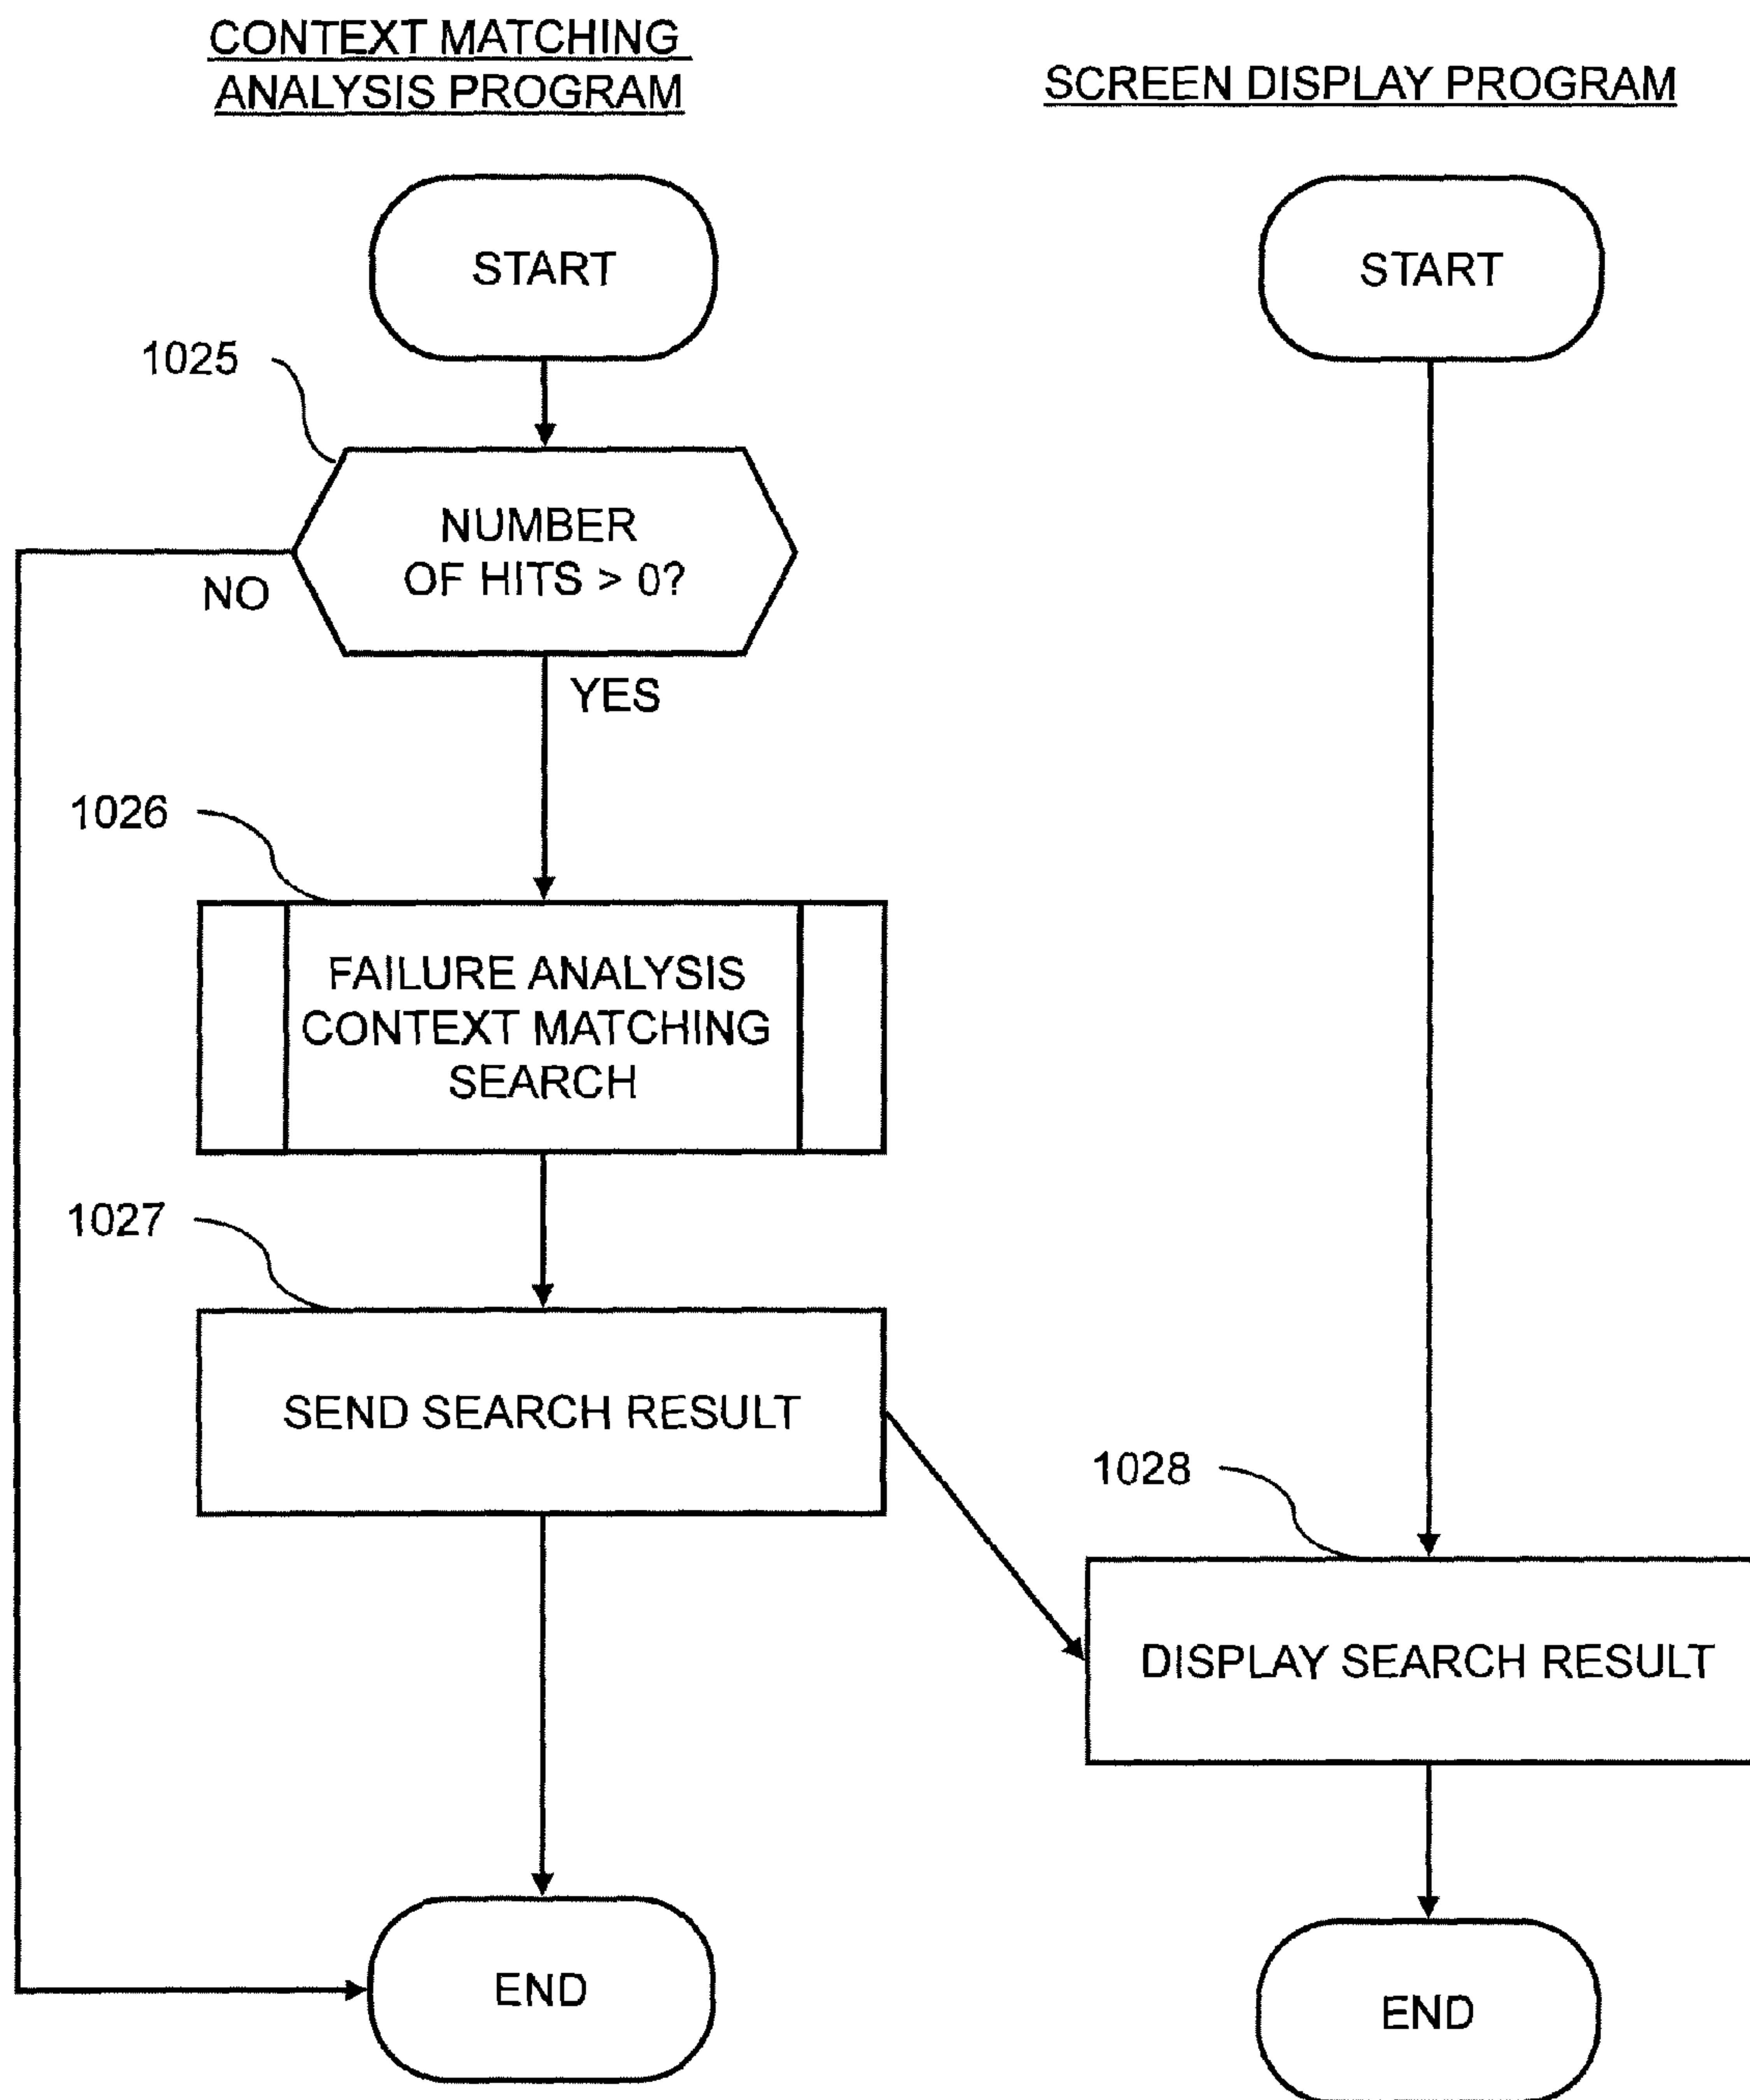 CONTEXT MATCHING
ANALYSIS PROGRAM
START
1025
NUMBER
OF HITS > 0?
NO
YES
1026
FAILURE ANALYSIS
CONTEXT MATCHING
SEARCH
1027
SEND SEARCH RESULT
END
SCREEN DISPLAY PROGRAM
START
1028
DISPLAY SEARCH RESULT
END